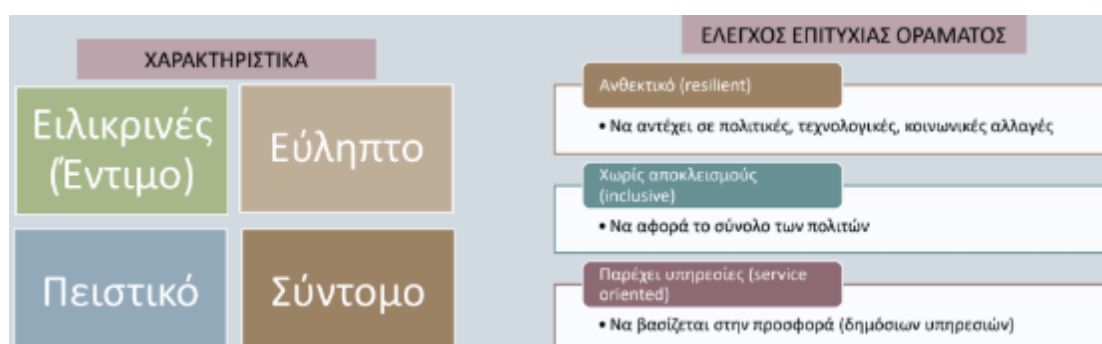 ΧΑΡΑΚΤΗΡΙΣΤΙΚΑ
Ειλικρινές
(Έντιμο)
Εύληπτο
Πειστικό
Σύντομο
ΕΛΕΓΧΟΣ ΕΠΙΤΥΧΙΑΣ ΟΡΑΜΑΤΟΣ
Ανθεκτικό (resilient)
• Να αντέχει σε πολιτικές, τεχνολογικές, κοινωνικές αλλαγές
Χωρίς αποκλεισμούς
(inclusive)
• Να αφορά το σύνολο των πολιτών
Παρέχει υπηρεσίες (service
oriented)
• Να βασίζεται στην προσφορά (δημόσιων υπηρεσιών)